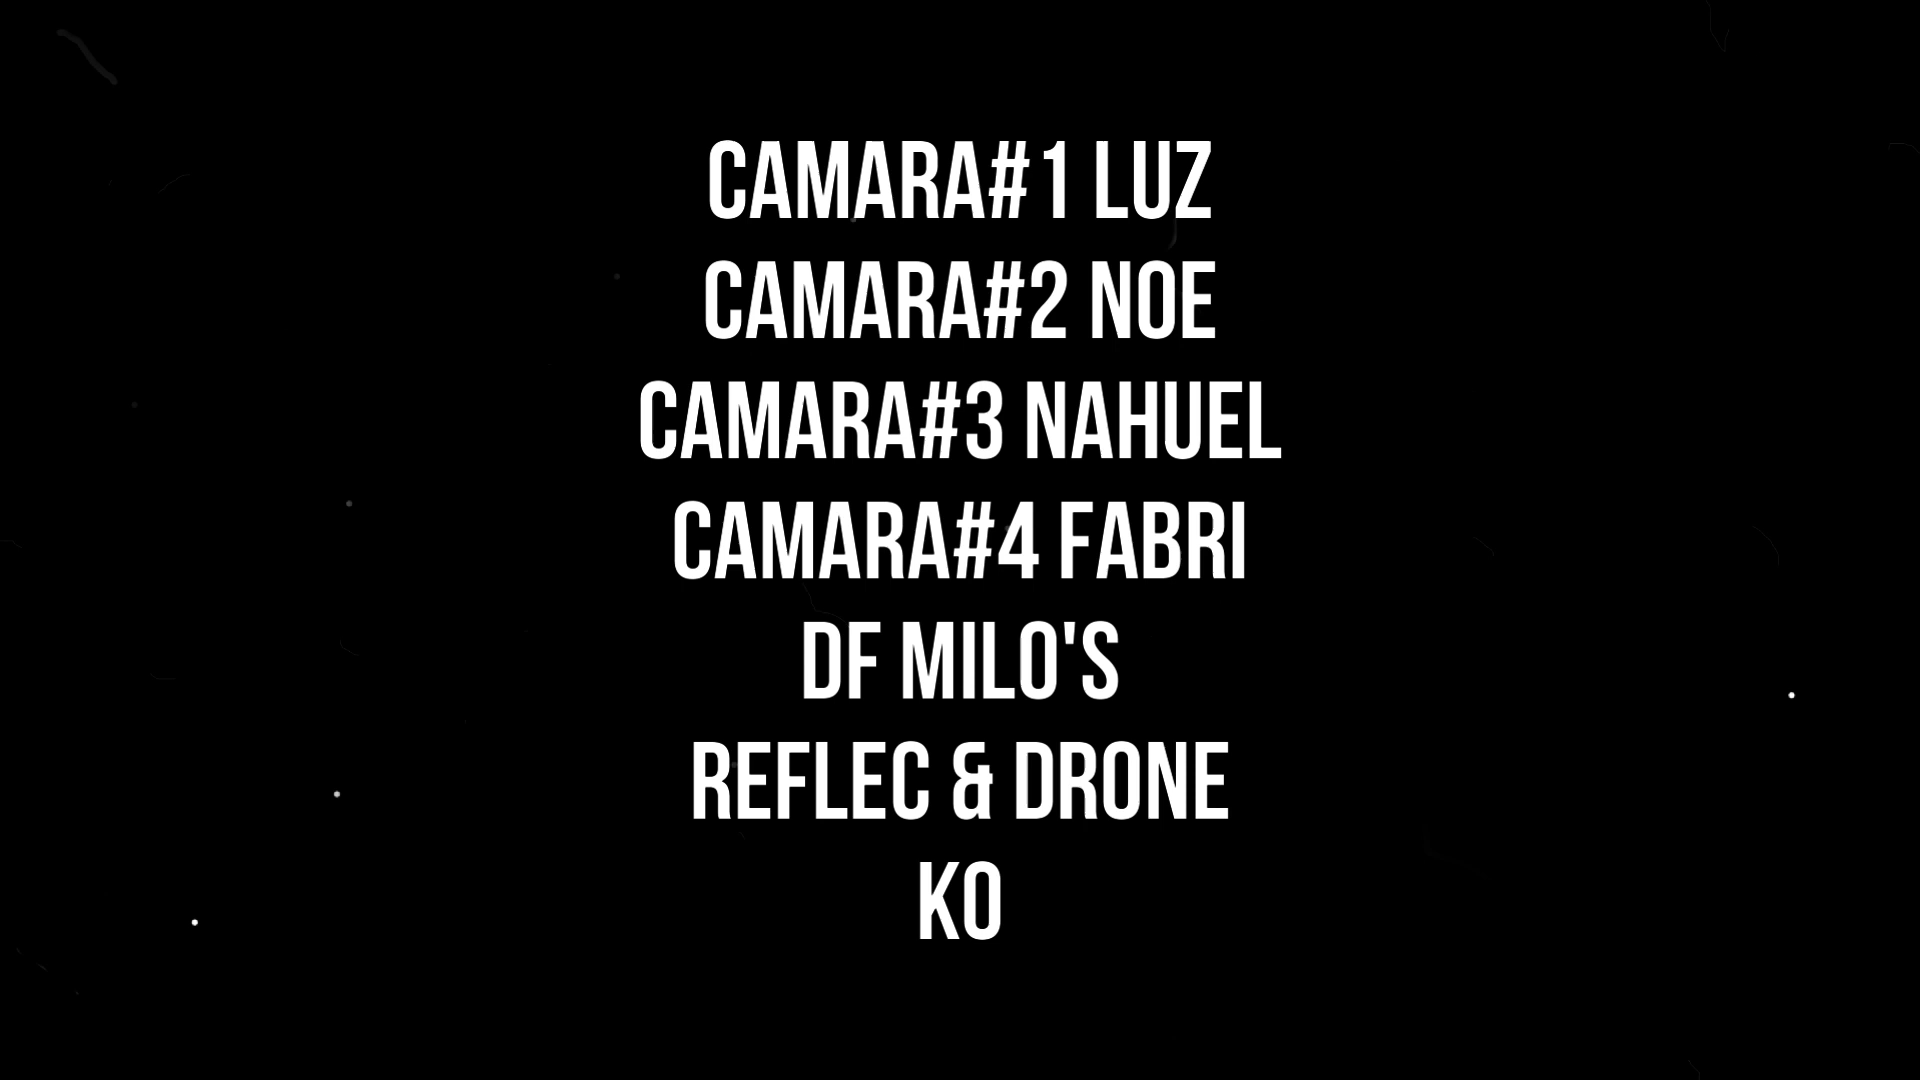 CAMARA#1 LUZ
CAMARA#2 NOE
CAMARA#3 NAHUEL
CAMARA#4 FABRI
DF MILO'S
REFLEC & DRONE
KO